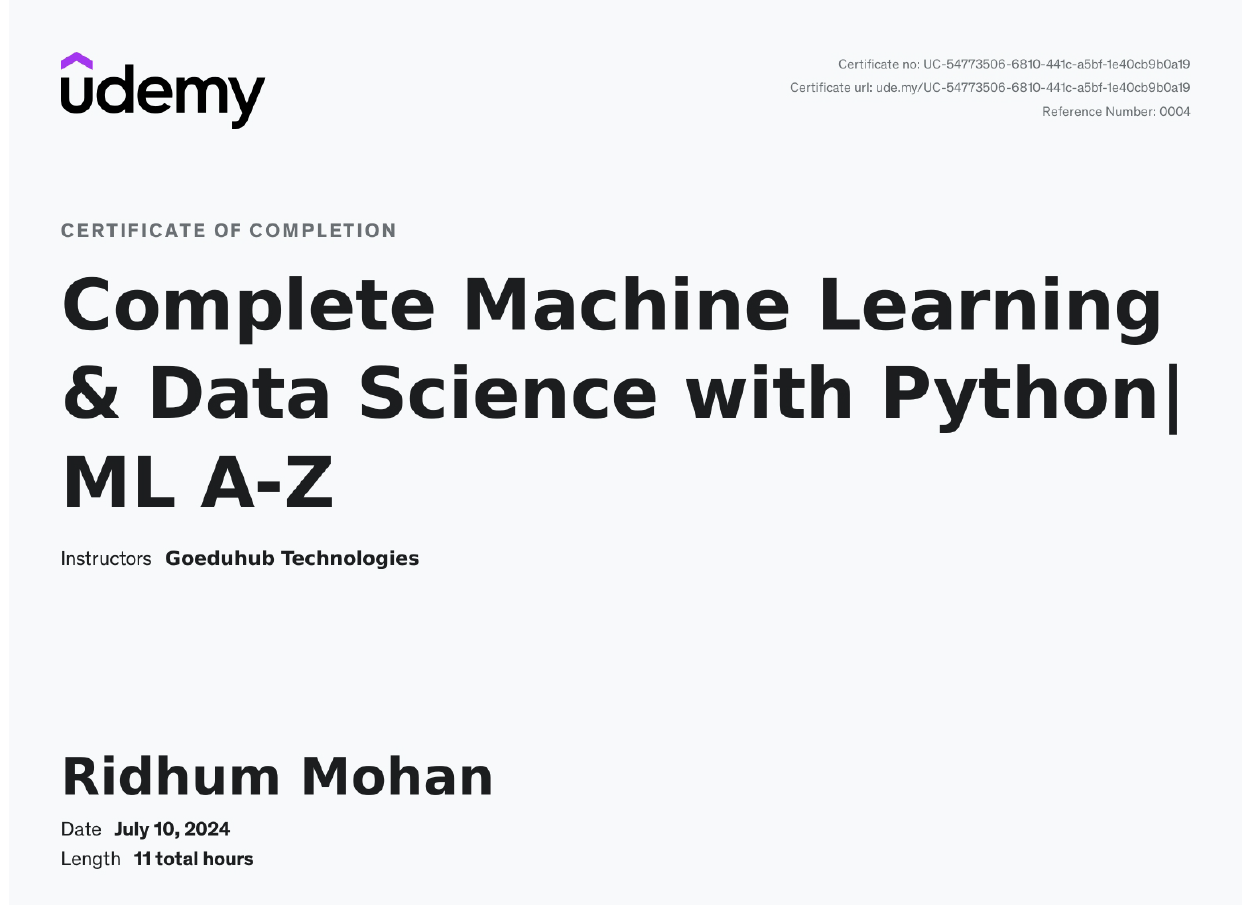 udemy
Certificate no: UC-54773506-6810-441c-a5bf-1e40cb9b0a19
Certificate url: ude.my/UC-54773506-6810-441c-a5bf-1e40cb9b0a19
Reference Number: 0004
CERTIFICATE OF COMPLETION
Complete Machine Learning
& Data Science with Python|
ML A-Z
Instructors Goeduhub Technologies
Ridhum Mohan
Date July 10, 2024
Length 11 total hours